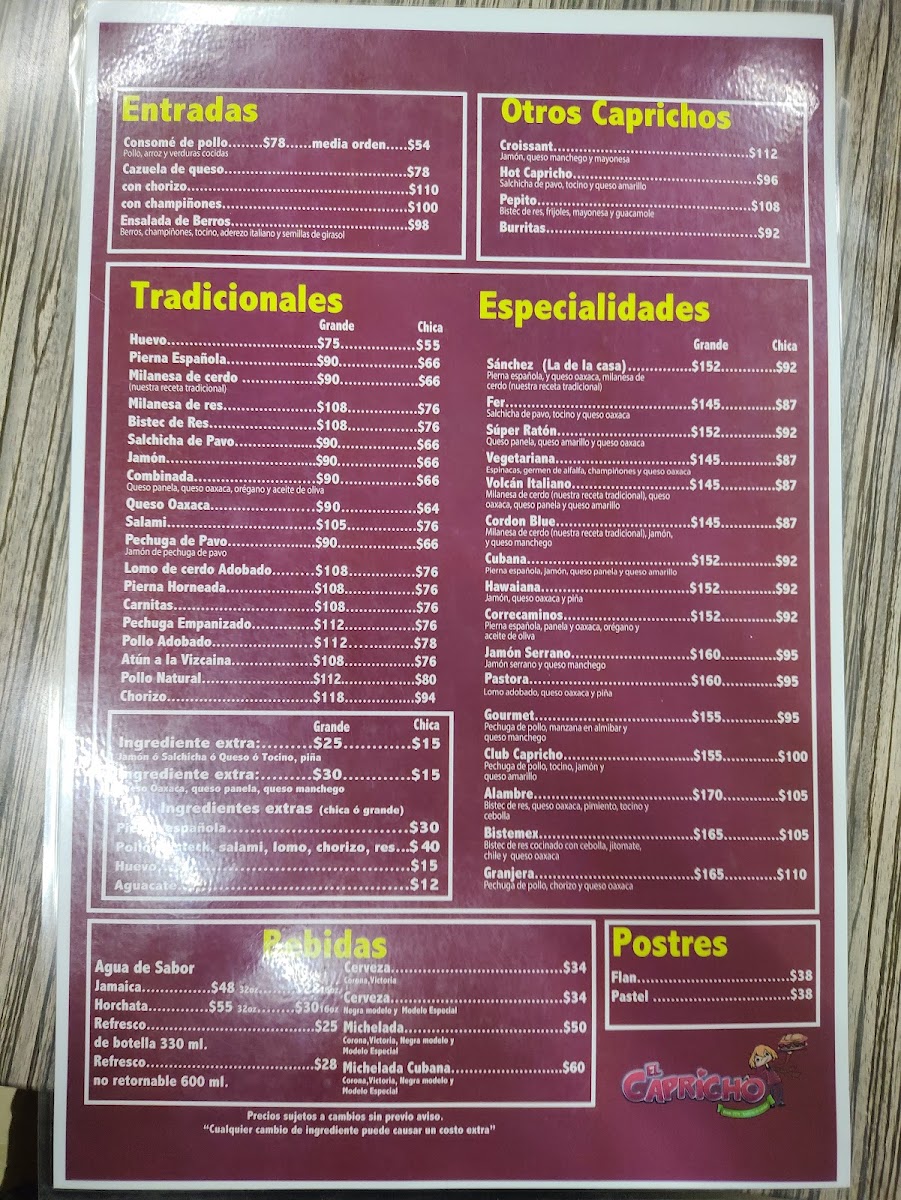 Entradas
Consomé de pollo........$78......media orden....$54
Pollo, arroz y verduras cocidas
Cazuela de queso..........$78
con chorizo..........$110
con champiñones..........$100
Ensalada de Berros..........$98
Berros, champiñones, tocino, aderezo italiano y semillas de girasol
Otros Caprichos
Croissant..........$112
Jamón, queso manchego y mayonesa
Hot Capricho..........$96
Salchicha de pavo, tocino y queso amarillo
Pepito..........$108
Bistec de res, frijoles, mayonesa y guacamole
Burritas..........$92
Tradicionales
Grande Chica
Huevo..........$75..........$55
Pierna Española..........$90..........$66
Milanesa de cerdo ..........$90..........$66
(nuestra receta tradicional)
Milanesa de res..........$108..........$76
Bistec de Res..........$108..........$76
Salchicha de Pavo..........$90..........$66
Jamón..........$90..........$66
Combinada..........$90..........$66
Queso panela, queso oaxaca, orégano y aceite de oliva
Queso Oaxaca..........$90..........$64
Salami..........$105..........$76
Pechuga de Pavo..........$90..........$66
Jamón de pechuga de pavo
Lomo de cerdo Adobado..........$108..........$76
Pierna Horneada..........$108..........$76
Carnitas..........$108..........$76
Pechuga Empanizado..........$112..........$76
Pollo Adobado..........$112..........$78
Atún a la Vizcaina..........$108..........$76
Pollo Natural..........$112..........$80
Chorizo..........$118..........$94
Grande Chica
Ingrediente extra:........$25..........$15
Jamón ó Salchicha ó Queso ó Tocino, piña
Ingrediente extra:........$30..........$15
Queso Oaxaca, queso panela, queso manchego
Ingredientes extras (chica ó grande)
española..........$30
salami, lomo, chorizo, res...$40
Huevo..........$15
Aguacate..........$12
Especialidades
Grande Chica
Sánchez (La de la casa)..........$152..........$92
Pierna española, y queso oaxaca, milanesa de
cerdo (nuestra receta tradicional)
Fer..........$145..........$87
Salchicha de pavo, tocino y queso oaxaca
Súper Ratón..........$152..........$92
Queso panela, queso amarillo y queso oaxaca
Vegetariana..........$145..........$87
Espinacas, germen de alfalfa, champiñones y queso oaxaca
Volcán Italiano..........$145..........$87
Milanesa de cerdo (nuestra receta tradicional), queso
oaxaca, queso panela y queso amarillo
Cordon Blue..........$145..........$87
Milanesa de cerdo (nuestra receta tradicional), jamón,
y queso manchego
Cubana..........$152..........$92
Pierna española, jamón, queso panela y queso amarillo
Hawaiana..........$152..........$92
Jamón, queso oaxaca y piña
Correcaminos..........$152..........$92
Pierna española, panela y oaxaca, orégano y
aceite de oliva
Jamón Serrano..........$160..........$95
Jamón serrano y queso manchego
Pastora..........$160..........$95
Lomo adobado, queso oaxaca y piña
Gourmet..........$155..........$95
Pechuga de pollo, manzana en almibar y
queso manchego
Club Capricho..........$155..........$100
Pechuga de pollo, tocino, jamón y
queso amarillo
Alambre..........$170..........$105
Bistec de res, queso oaxaca, pimiento, tocino y
cebolla
Bistemex..........$165..........$105
Bistec de res cocinado con cebolla, jitomate,
chile y queso oaxaca
Granjera..........$165..........$110
Pechuga de pollo, chorizo y queso oaxaca
Bebidas
Agua de Sabor
Jamaica..........$48 32oz
Horchata..........$55 32oz........$30 16oz
Refresco..........$25
de botella 330 ml.
Refresco..........$28
no retornable 600 ml.
Cerveza..........$34
Corona,Victoria
Cerveza..........$34
Negra modelo y Modelo Especial
Michelada..........$50
Corona,Victoria, Negra modelo y
Modelo Especial
Michelada Cubana..........$60
Corona,Victoria, Negra modelo y
Modelo Especial
Postres
Flan..........$38
Pastel ..........$38
EL CAPRICHO
Precios sujetos a cambios sin previo aviso.
“Cualquier cambio de ingrediente puede causar un costo extra”